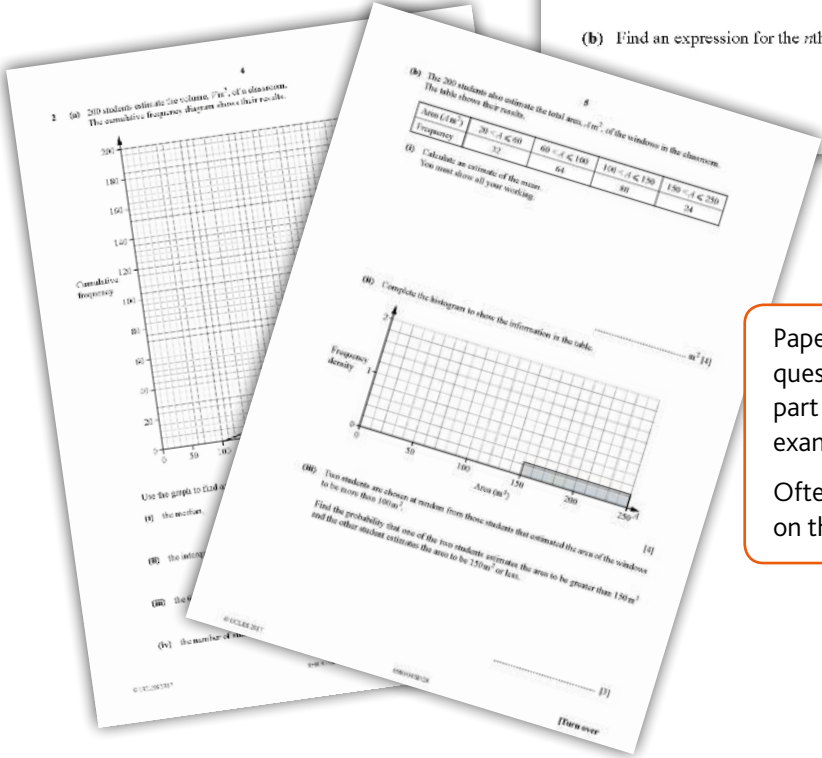 (b) Find an expression for the nth
4
2 (a) 200 students estimate the volume, V m³, of a classroom.
The cumulative frequency diagram shows their results.
200
180
160
140
120
100
80
60
40
20
0
Cumulative
frequency
0 50 100
Use the graph to find
(i) the median,
(ii) the
(iii) the
(iv) the number of
© UCLES 2017
5
(b) The 200 students also estimate the total area, A m², of the windows in the classroom.
The table shows their results.
Area (A m²) 20 < A ⩽ 60 60 < A ⩽ 100 100 < A ⩽ 150 150 < A ⩽ 250
Frequency 32 64 80 24
(i) Calculate an estimate of the mean.
You must show all your working.
m² [4]
(ii) Complete the histogram to show the information in the table.
2
1
0
Frequency
density
0 50 100 150 200 250 A
Area (m²)
[4]
(iii) Two students are chosen at random from those students that estimated the area of the windows
to be more than 100 m².
Find the probability that one of the two students estimates the area to be greater than 150 m²
and the other student estimates the area to be 150 m² or less.
[3]
© UCLES 2017
[Turn over
Pape
ques
part
exan
Ofte
on th